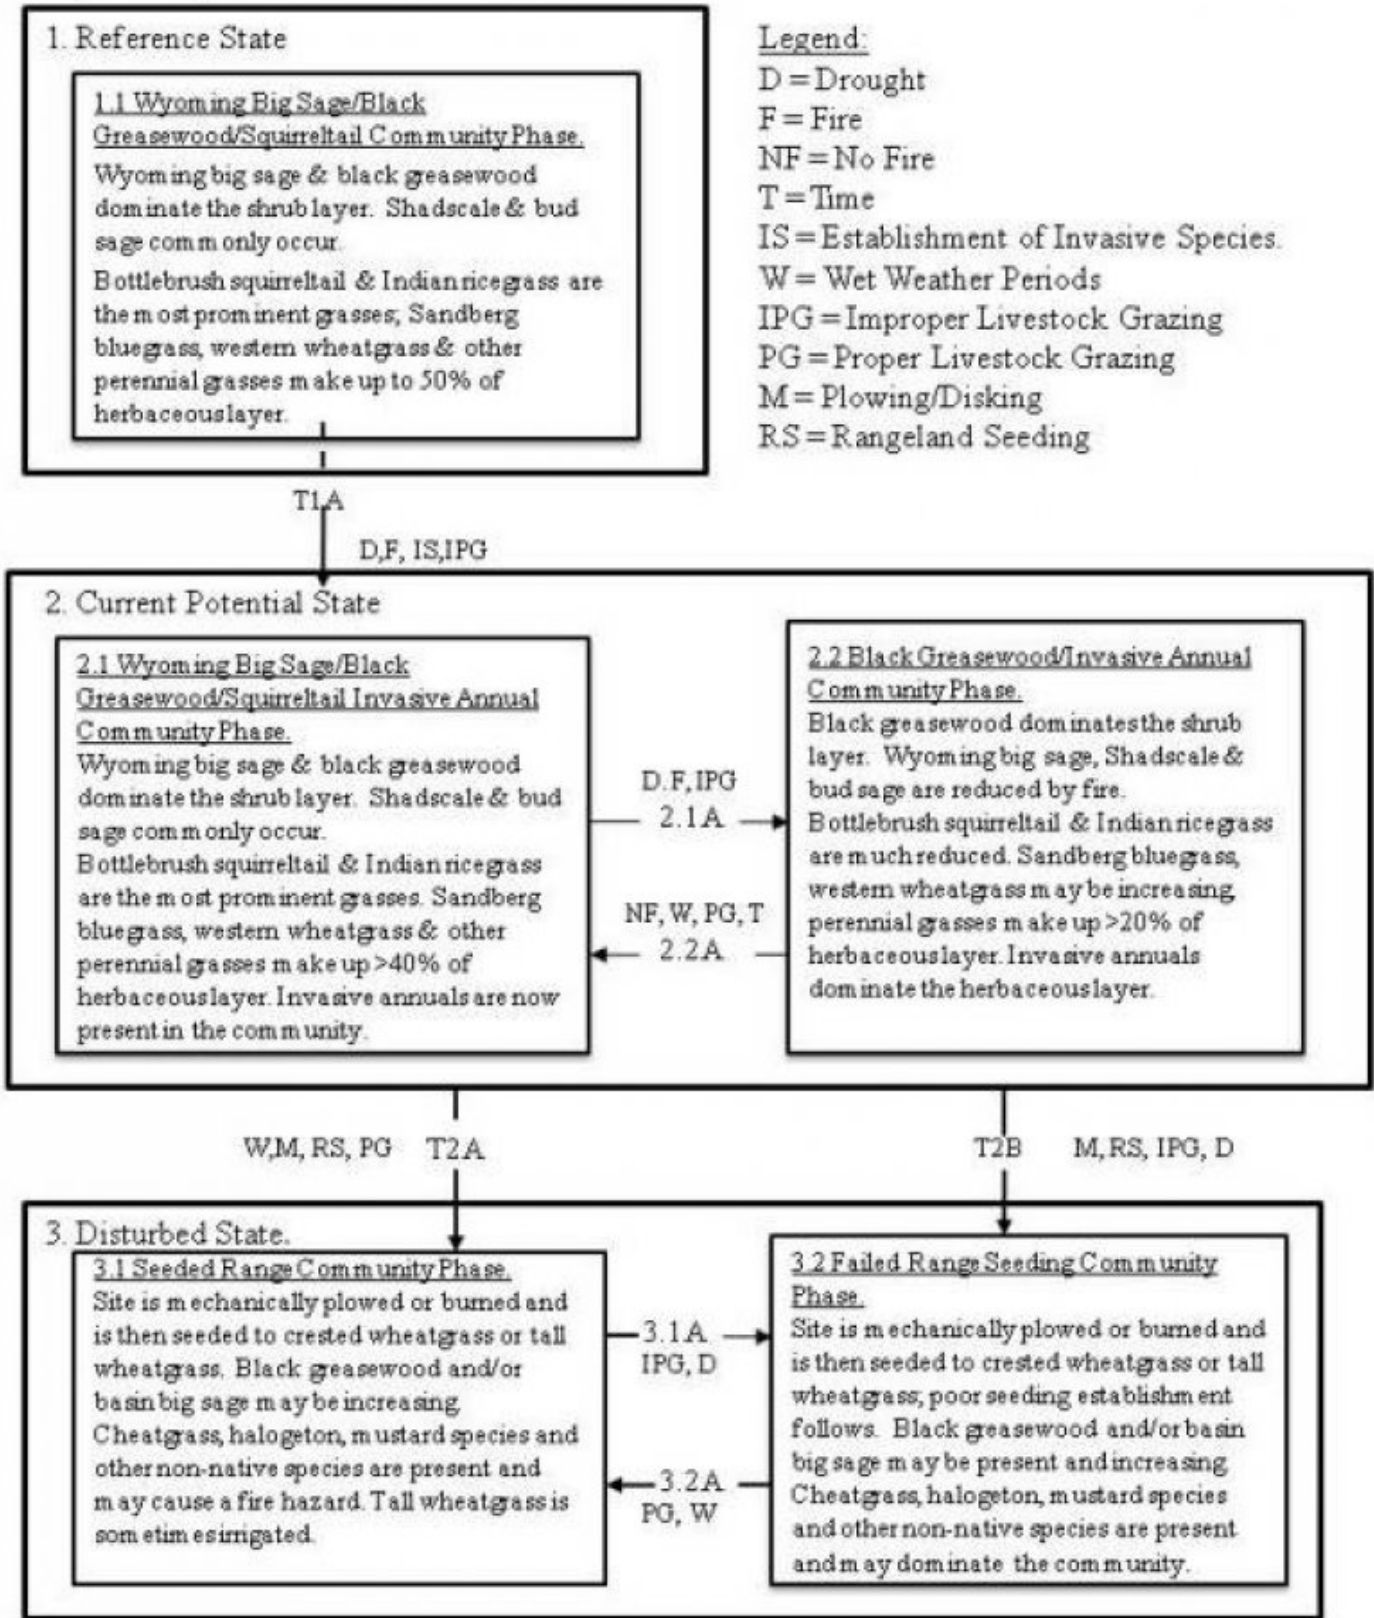 1. Reference State
1.1 Wyoming Big Sage/Black
Greasewood/Squirreltail Community Phase.
Wyoming big sage & black greasewood
dominate the shrub layer. Shadscale & bud
sage commonly occur.
Bottlebrush squirreltail & Indian ricegrass are
the most prominent grasses; Sandberg
bluegrass, western wheatgrass & other
perennial grasses make up to 50% of
herbaceous layer.
Legend:
D = Drought
F = Fire
NF = No Fire
T = Time
IS = Establishment of Invasive Species.
W = Wet Weather Periods
IPG = Improper Livestock Grazing
PG = Proper Livestock Grazing
M = Plowing/Disking
RS = Rangeland Seeding
T1A
D,F, IS,IPG
2. Current Potential State
2.1 Wyoming Big Sage/Black
Greasewood/Squirreltail Invasive Annual
Community Phase.
Wyoming big sage & black greasewood
dominate the shrub layer. Shadscale & bud
sage commonly occur.
Bottlebrush squirreltail & Indian ricegrass
are the most prominent grasses. Sandberg
bluegrass, western wheatgrass & other
perennial grasses make up >40% of
herbaceous layer. Invasive annuals are now
present in the community.
D.F, IPG
2.1A
NF, W, PG, T
2.2A
2.2 Black Greasewood/Invasive Annual
Community Phase.
Black greasewood dominates the shrub
layer. Wyoming big sage, Shadscale &
bud sage are reduced by fire.
Bottlebrush squirreltail & Indian ricegrass
are much reduced. Sandberg bluegrass,
western wheatgrass may be increasing,
perennial grasses make up >20% of
herbaceous layer. Invasive annuals
dominate the herbaceous layer.
W,M, RS, PG T2A
T2B M, RS, IPG, D
3. Disturbed State.
3.1 Seeded Range Community Phase.
Site is mechanically plowed or burned and
is then seeded to crested wheatgrass or tall
wheatgrass. Black greasewood and/or
basin big sage may be increasing.
Cheatgrass, halogeton, mustard species and
other non-native species are present and
may cause a fire hazard. Tall wheatgrass is
sometimes irrigated.
3.1A
IPG, D
3.2A
PG, W
3.2 Failed Range Seeding Community
Phase.
Site is mechanically plowed or burned and
is then seeded to crested wheatgrass or tall
wheatgrass; poor seeding establishment
follows. Black greasewood and/or basin
big sage may be present and increasing.
Cheatgrass, halogeton, mustard species
and other non-native species are present
and may dominate the community.